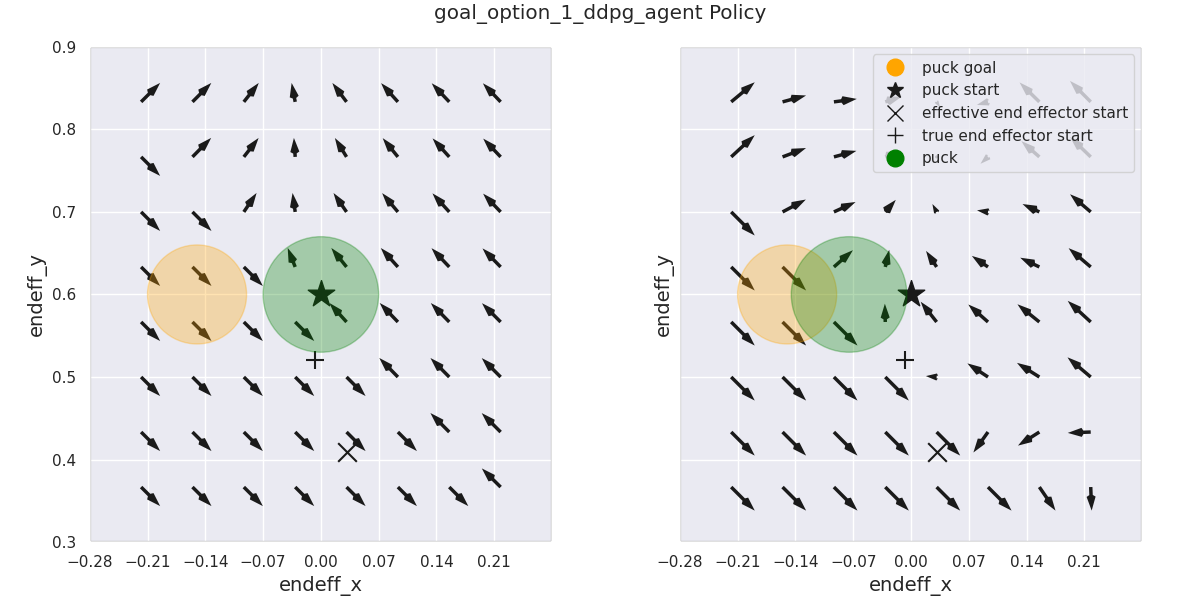 goal_option_1_ddpg_agent Policy
endeff_y
0.9
0.8
0.7
0.6
0.5
0.4
0.3
−0.28 −0.21 −0.14 −0.07 0.00 0.07 0.14 0.21
endeff_x
endeff_y
puck goal
puck start
effective end effector start
true end effector start
puck
−0.28 −0.21 −0.14 −0.07 0.00 0.07 0.14 0.21
endeff_x